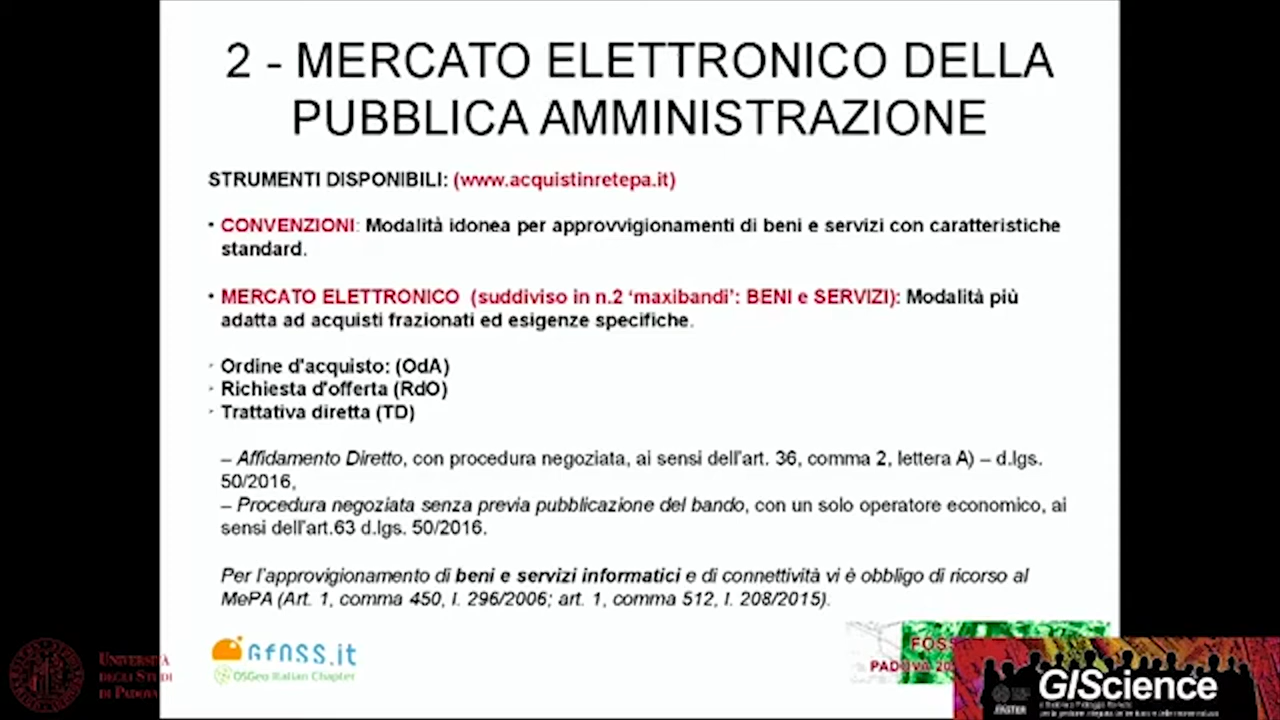 2 - MERCATO ELETTRONICO DELLA
PUBBLICA AMMINISTRAZIONE
STRUMENTI DISPONIBILI: (www.acquistinretepa.it)
• CONVENZIONI: Modalità idonea per approvvigionamenti di beni e servizi con caratteristiche
standard.
• MERCATO ELETTRONICO (suddiviso in n.2 ‘maxibandi’: BENI e SERVIZI): Modalità più
adatta ad acquisti frazionati ed esigenze specifiche.
Ordine d'acquisto: (OdA)
Richiesta d'offerta (RdO)
Trattativa diretta (TD)
– Affidamento Diretto, con procedura negoziata, ai sensi dell’art. 36, comma 2, lettera A) – d.lgs.
50/2016,
– Procedura negoziata senza previa pubblicazione del bando, con un solo operatore economico, ai
sensi dell’art.63 d.lgs. 50/2016.
Per l’approvigionamento di beni e servizi informatici e di connettività vi è obbligo di ricorso al
MePA (Art. 1, comma 450, l. 296/2006; art. 1, comma 512, l. 208/2015).
GFOSS.it
OSGeo Italian Chapter
UNIVERSITÀ
DEGLI STUDI
DI PADOVA
FOSS
PADOVA 20
GIScience